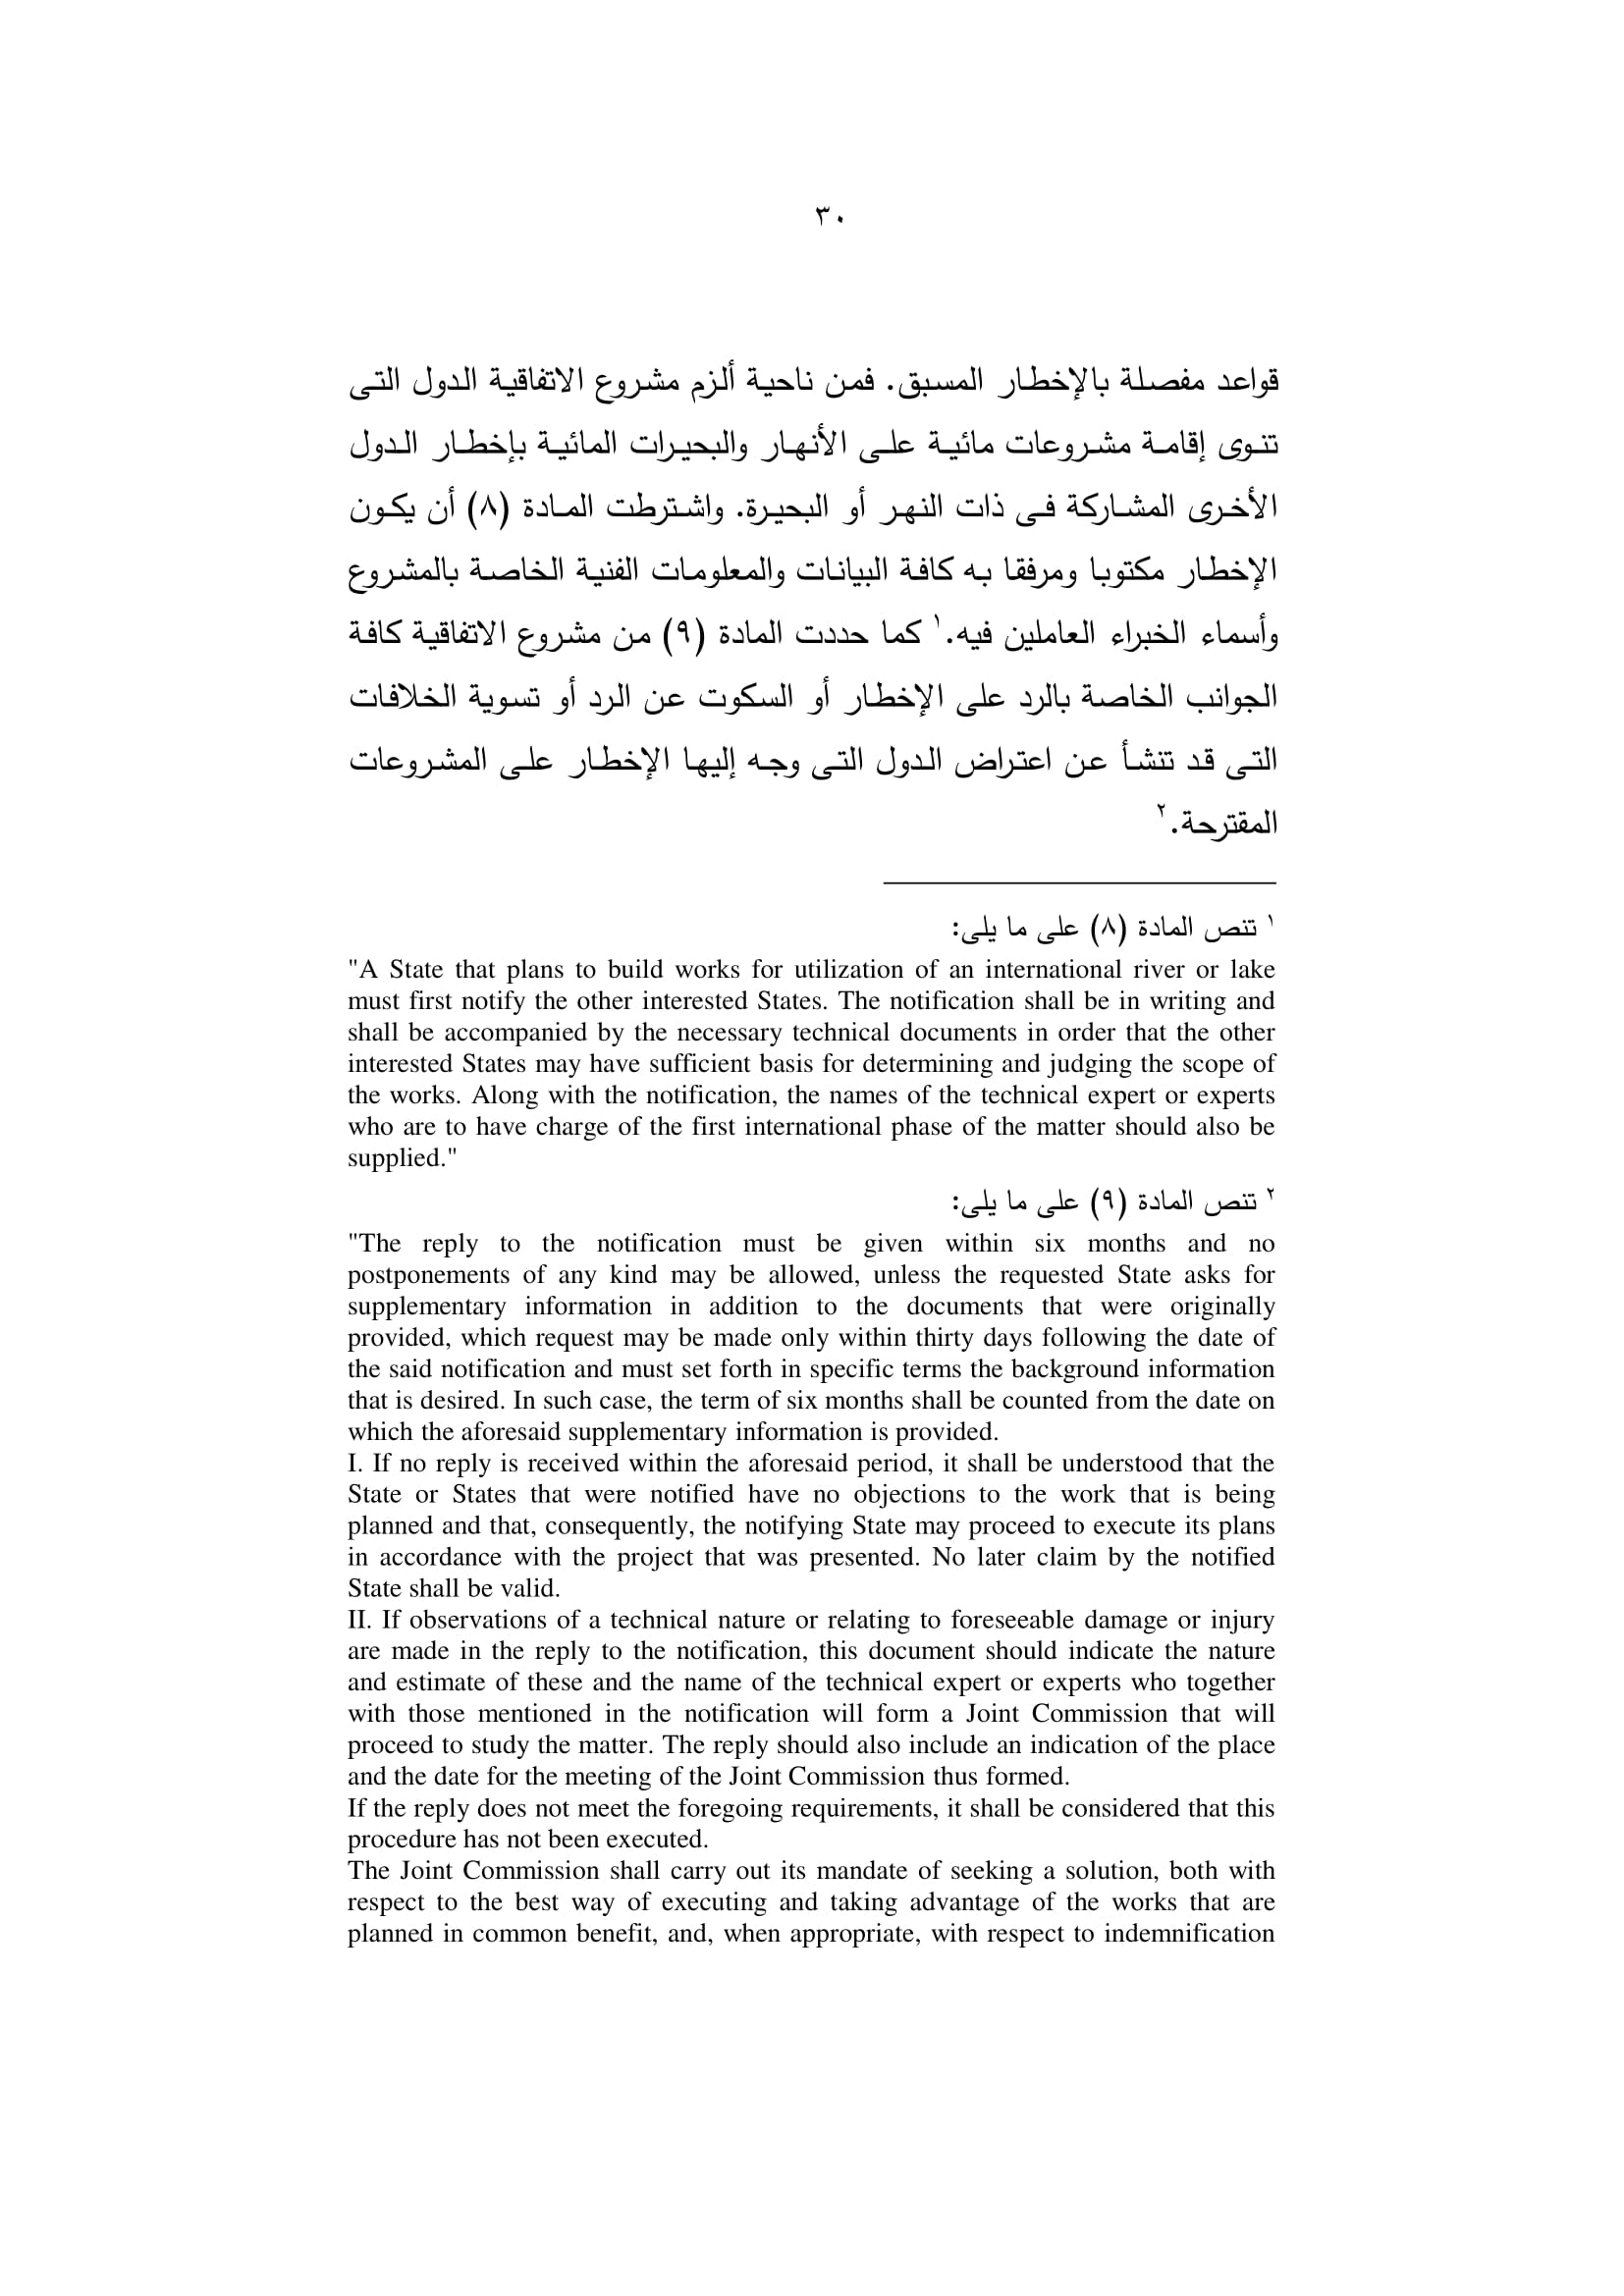 ٣٠
قواعد مفصلة بالإخطار المسبق. فمن ناحية ألزم مشروع الاتفاقية الدول التى
تنوى إقامة مشروعات مائية على الأنهار والبحيرات المائية بإخطار الدول
الأخرى المشاركة فى ذات النهر أو البحيرة. واشترطت المادة (٨) أن يكون
الإخطار مكتوبا ومرفقا به كافة البيانات والمعلومات الفنية الخاصة بالمشروع
وأسماء الخبراء العاملين فيه.١ كما حددت المادة (٩) من مشروع الاتفاقية كافة
الجوانب الخاصة بالرد على الإخطار أو السكوت عن الرد أو تسوية الخلافات
التى قد تنشأ عن اعتراض الدول التى وجه إليها الإخطار على المشروعات
المقترحة.٢
١ تنص المادة (٨) على ما يلى:
"A State that plans to build works for utilization of an international river or lake
must first notify the other interested States. The notification shall be in writing and
shall be accompanied by the necessary technical documents in order that the other
interested States may have sufficient basis for determining and judging the scope of
the works. Along with the notification, the names of the technical expert or experts
who are to have charge of the first international phase of the matter should also be
supplied."
٢ تنص المادة (٩) على ما يلى:
"The reply to the notification must be given within six months and no
postponements of any kind may be allowed, unless the requested State asks for
supplementary information in addition to the documents that were originally
provided, which request may be made only within thirty days following the date of
the said notification and must set forth in specific terms the background information
that is desired. In such case, the term of six months shall be counted from the date on
which the aforesaid supplementary information is provided.
I. If no reply is received within the aforesaid period, it shall be understood that the
State or States that were notified have no objections to the work that is being
planned and that, consequently, the notifying State may proceed to execute its plans
in accordance with the project that was presented. No later claim by the notified
State shall be valid.
II. If observations of a technical nature or relating to foreseeable damage or injury
are made in the reply to the notification, this document should indicate the nature
and estimate of these and the name of the technical expert or experts who together
with those mentioned in the notification will form a Joint Commission that will
proceed to study the matter. The reply should also include an indication of the place
and the date for the meeting of the Joint Commission thus formed.
If the reply does not meet the foregoing requirements, it shall be considered that this
procedure has not been executed.
The Joint Commission shall carry out its mandate of seeking a solution, both with
respect to the best way of executing and taking advantage of the works that are
planned in common benefit, and, when appropriate, with respect to indemnification